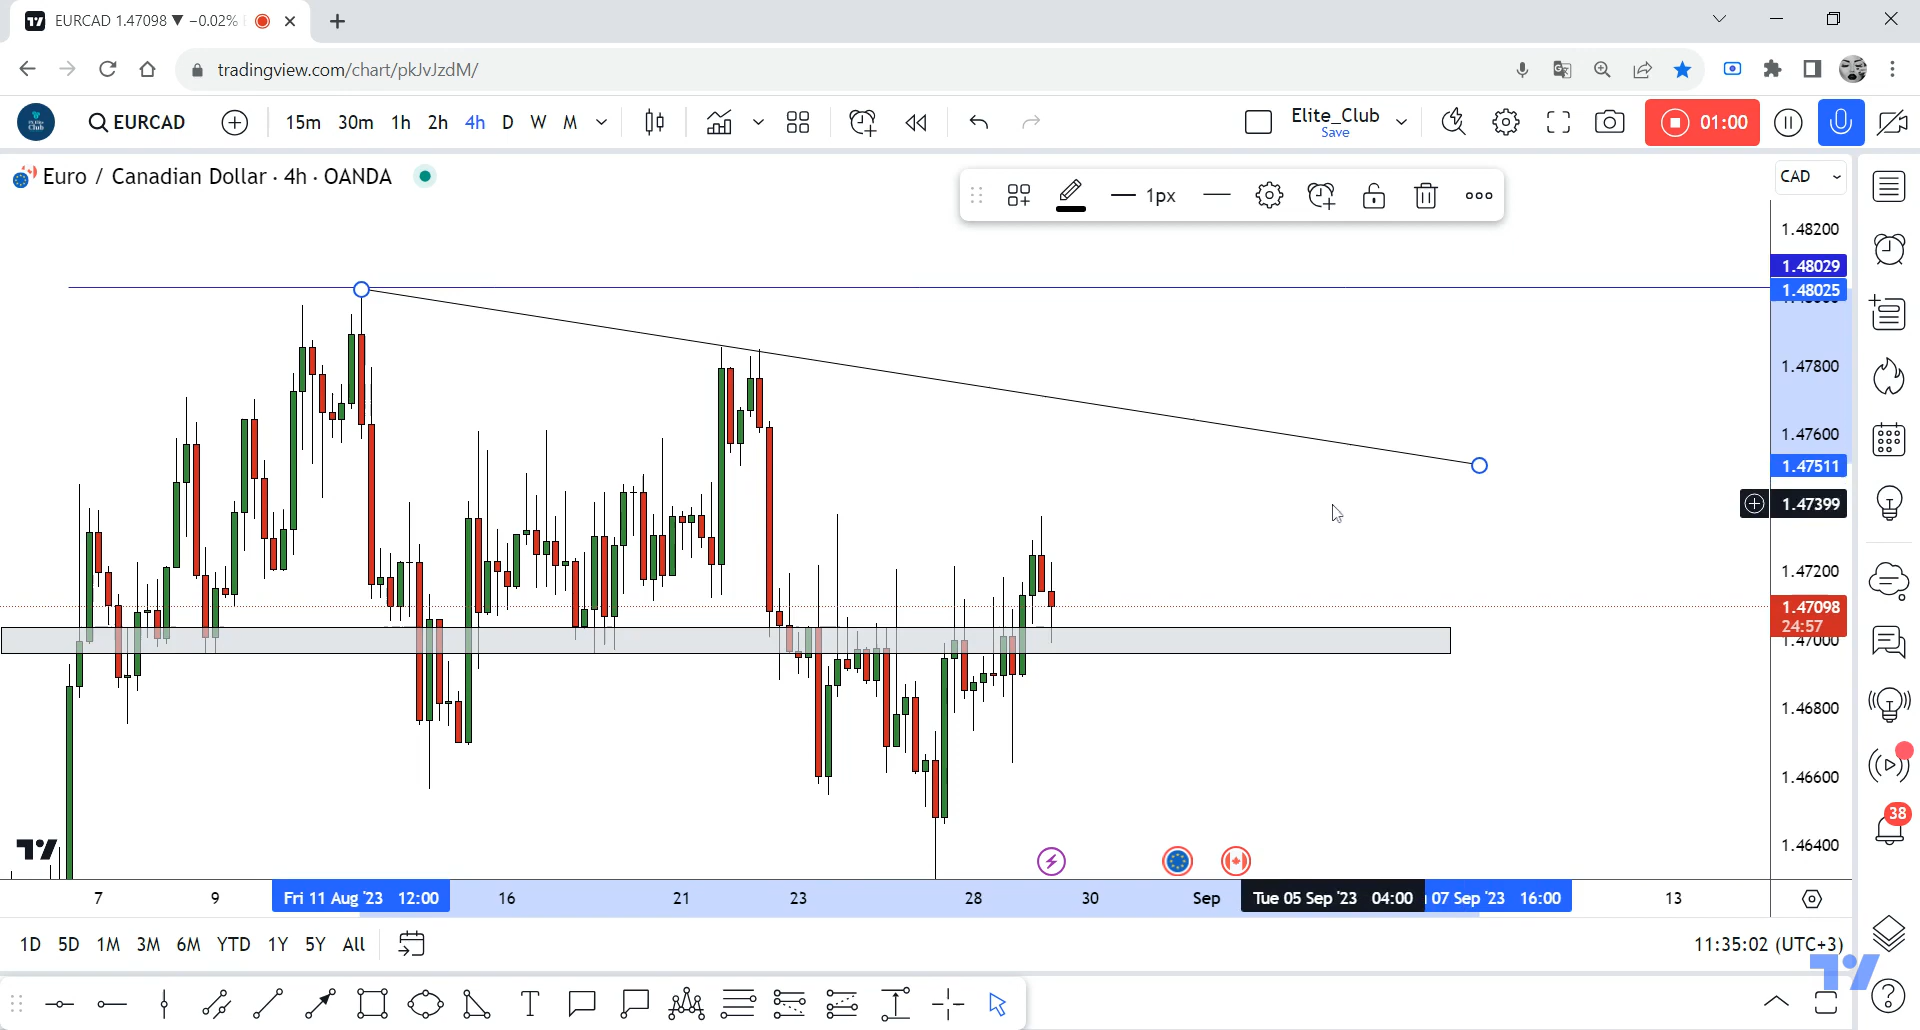 EURCAD 1.47098 ▼ −0.02%
tradingview.com/chart/pkJvJzdM/
EURCAD 15m 30m 1h 2h 4h D W M Elite_Club Save 01:00
Euro / Canadian Dollar · 4h · OANDA
1px
CAD
1.48200
1.48029
1.48025
1.47800
1.47600
1.47511
1.47399
1.47200
1.47098
24:57
1.47000
1.46800
1.46600
1.46400
38
7 9 Fri 11 Aug '23 12:00 16 21 23 28 30 Sep Tue 05 Sep '23 04:00 07 Sep '23 16:00 13
1D 5D 1M 3M 6M YTD 1Y 5Y All 11:35:02 (UTC+3)